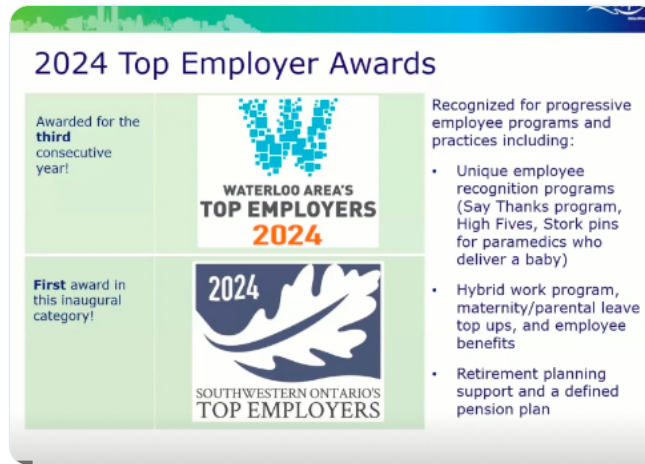 2024 Top Employer Awards
Awarded for the
third
consecutive
year!
WATERLOO AREA'S
TOP EMPLOYERS
2024
First award in
this inaugural
category!
2024
SOUTHWESTERN ONTARIO'S
TOP EMPLOYERS
Recognized for progressive
employee programs and
practices including:
• Unique employee
recognition programs
(Say Thanks program,
High Fives, Stork pins
for paramedics who
deliver a baby)
• Hybrid work program,
maternity/parental leave
top ups, and employee
benefits
• Retirement planning
support and a defined
pension plan